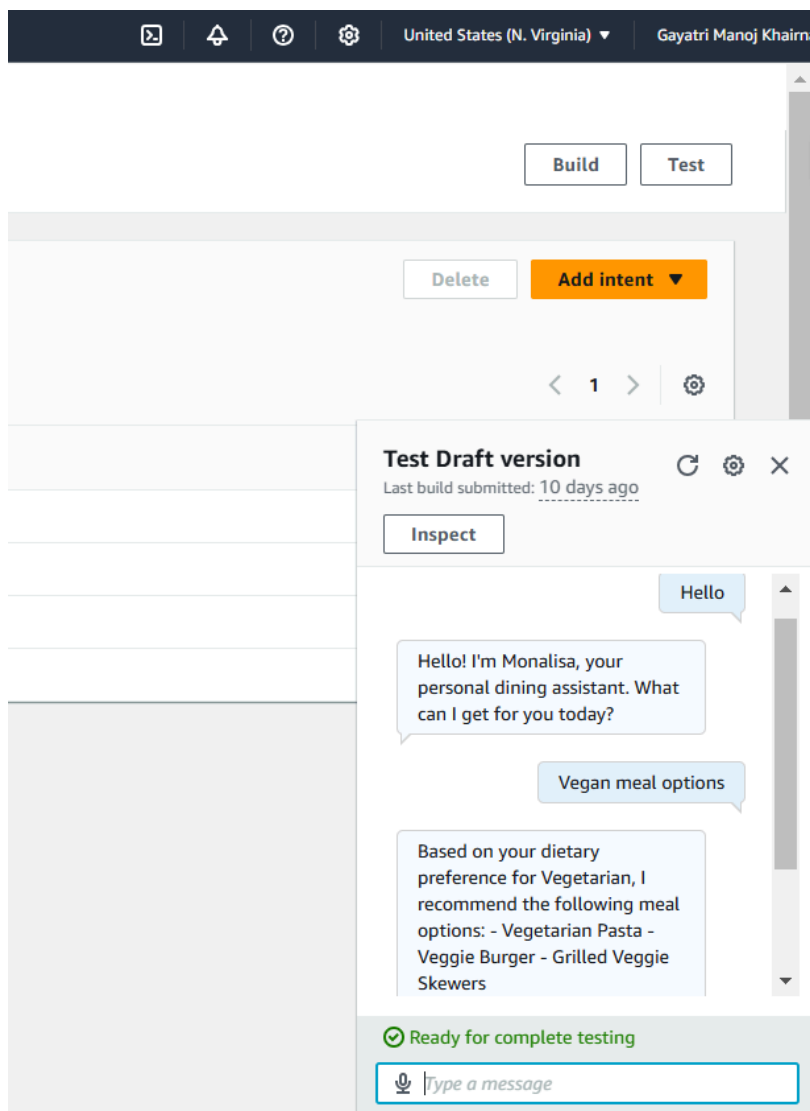 United States (N. Virginia) ▼ Gayatri Manoj Khairn
Build Test
Delete Add intent ▼
1
Test Draft version
Last build submitted: 10 days ago
Inspect
Hello
Hello! I'm Monalisa, your
personal dining assistant. What
can I get for you today?
Vegan meal options
Based on your dietary
preference for Vegetarian, I
recommend the following meal
options: - Vegetarian Pasta -
Veggie Burger - Grilled Veggie
Skewers
Ready for complete testing
Type a message